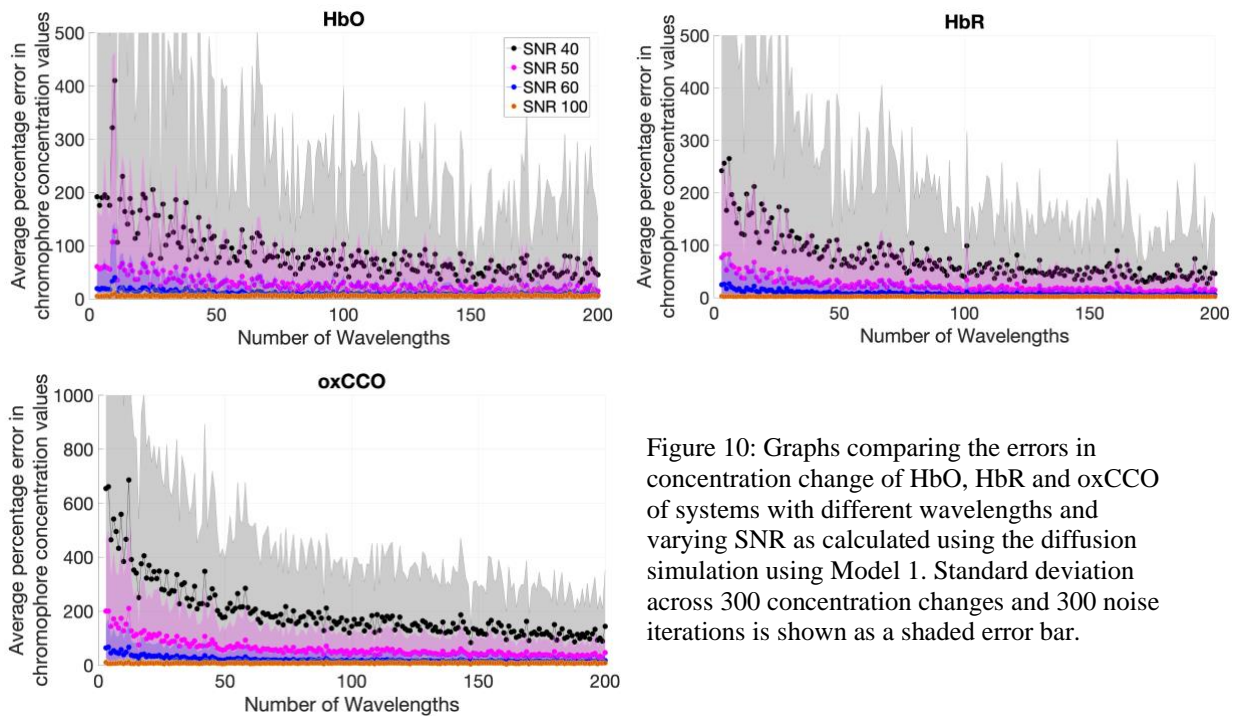 HbO
Average percentage error in
chromophore concentration values
500
400
300
200
100
0
SNR 40
SNR 50
SNR 60
SNR 100
0 50 100 150 200
Number of Wavelengths
HbR
Average percentage error in
chromophore concentration values
500
400
300
200
100
0
0 50 100 150 200
Number of Wavelengths
oxCCO
Average percentage error in
chromophore concentration values
1000
800
600
400
200
0
0 50 100 150 200
Number of Wavelengths
Figure 10: Graphs comparing the errors in
concentration change of HbO, HbR and oxCCO
of systems with different wavelengths and
varying SNR as calculated using the diffusion
simulation using Model 1. Standard deviation
across 300 concentration changes and 300 noise
iterations is shown as a shaded error bar.